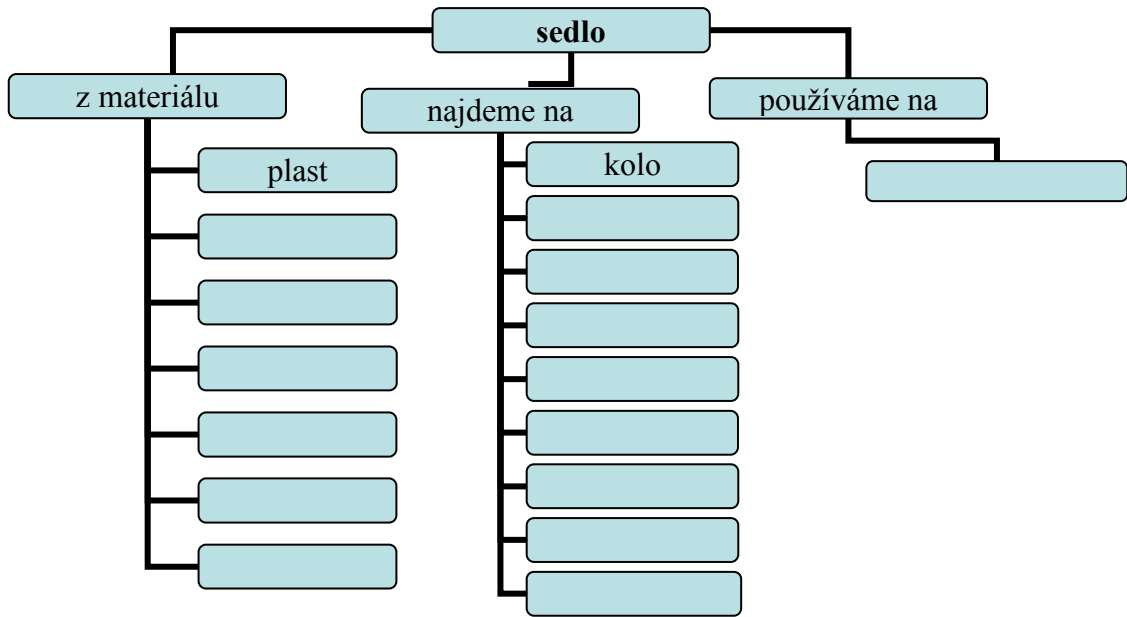 sedlo
z materiálu
najdeme na
používáme na
plast
kolo